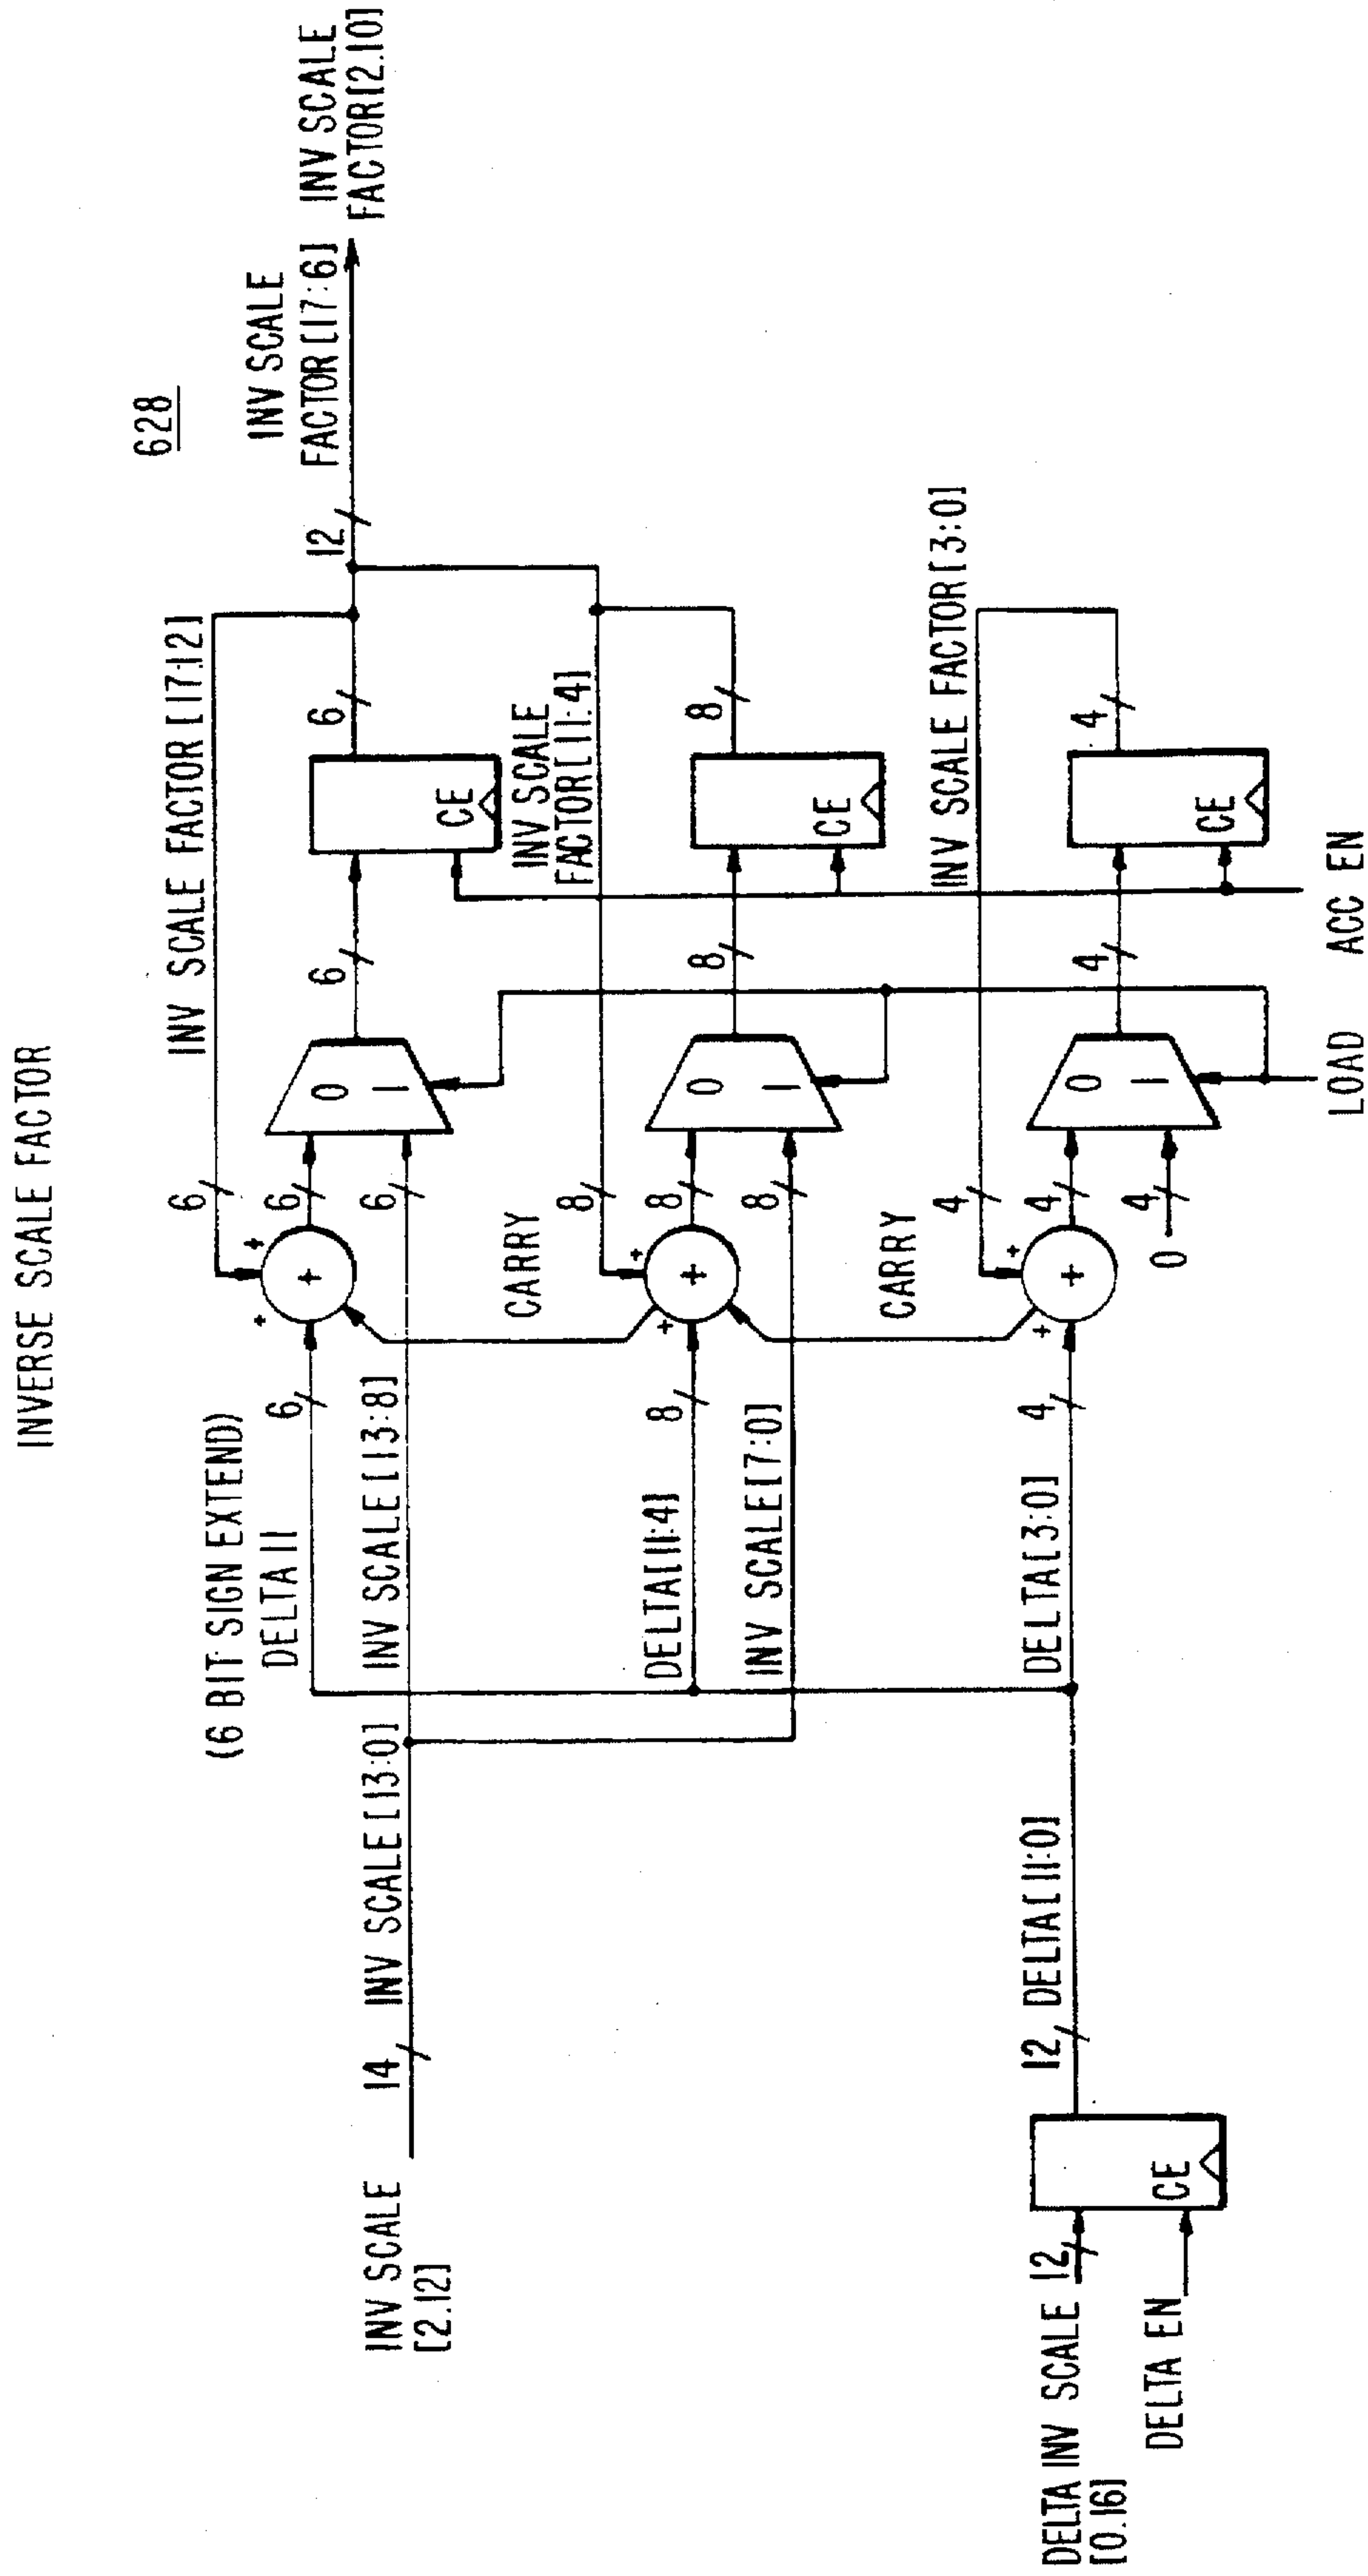 INVERSE SCALE FACTOR
628
INV SCALE FACTOR [17:12]
INV SCALE
FACTOR [17:6]
INV SCALE
FACTOR [2.10]
12
6
6
6
6
6
6
+
+
+
0
1
CE
(6 BIT SIGN EXTEND)
DELTA 11
INV SCALE [13:8]
INV SCALE [13:0]
14
INV SCALE
[2.12]
CARRY
INV SCALE
FACTOR [11:4]
8
8
8
8
8
8
+
+
+
0
1
CE
DELTA [11:4]
INV SCALE [7:0]
CARRY
INV SCALE FACTOR [3:0]
4
4
4
4
4
4
+
+
+
0
0
1
CE
DELTA [3:0]
12
DELTA [11:0]
CE
12
DELTA INV SCALE
[0.16]
DELTA EN
LOAD
ACC EN